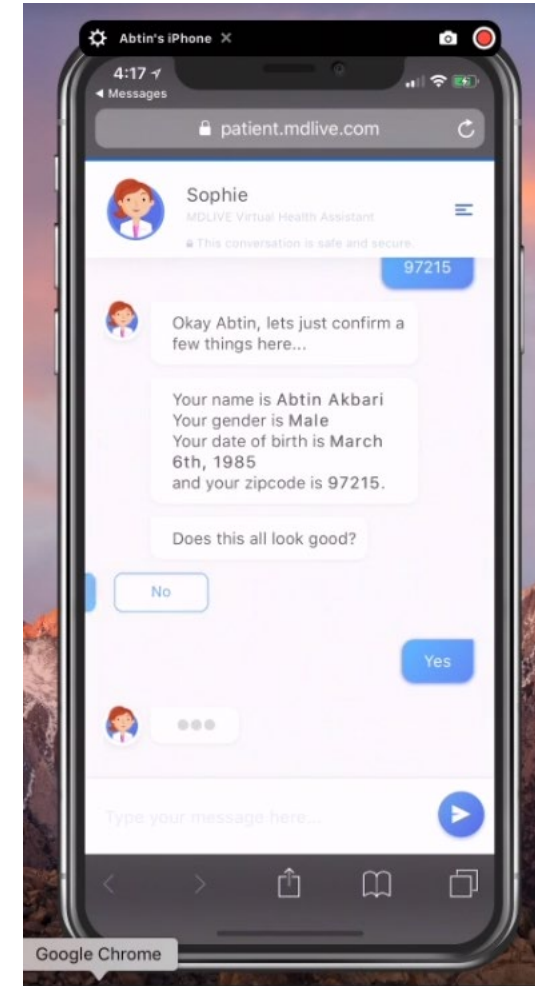 Abtin's iPhone ×
4:17
◀ Messages
patient.mdlive.com
Sophie
MDLIVE Virtual Health Assistant
This conversation is safe and secure.
97215
Okay Abtin, lets just confirm a
few things here...
Your name is Abtin Akbari
Your gender is Male
Your date of birth is March
6th, 1985
and your zipcode is 97215.
Does this all look good?
No
Yes
Type your message here...
Google Chrome